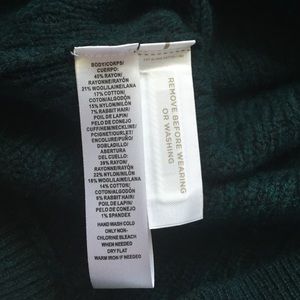 BODY/CORPS/
CUERPO:
40% RAYON/
RAYONNE/RAYÓN
21% WOOL/LAINE/LANA
17% COTTON/
COTON/ALGODÓN
15% NYLON/NILÓN
7% RABBIT HAIR/
POIL DE LAPIN/
PELO DE CONEJO
CUFF/HEM/NECKLINE/
PCIGNET/OURLET/
ENCOLURE/PUÑO/
DOBLADILLO/
ABERTURA
DEL CUELLO:
39% RAYON/
RAYONNE/RAYÓN
22% NYLON/NILÓN
18% WOOL/LAINE/LANA
14% COTTON/
COTON/ALGODÓN
6% RABBIT HAIR/
POIL DE LAPIN/
PELO DE CONEJO
1% SPANDEX
HAND WASH COLD
ONLY NON-
CHLORINE BLEACH
WHEN NEEDED
DRY FLAT
WARM IRON IF NEEDED
REMOVE BEFORE WEARING
OR WASHING